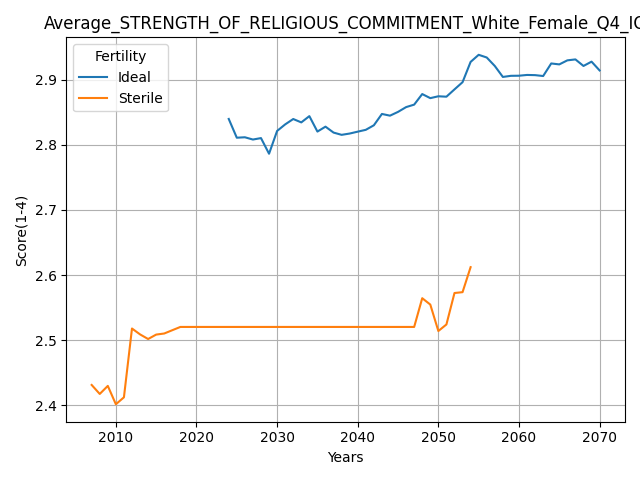 Average_STRENGTH_OF_RELIGIOUS_COMMITMENT_White_Female_Q4_IC
Fertility
Ideal
Sterile
Score(1-4)
2.9
2.8
2.7
2.6
2.5
2.4
2010 2020 2030 2040 2050 2060 2070
Years